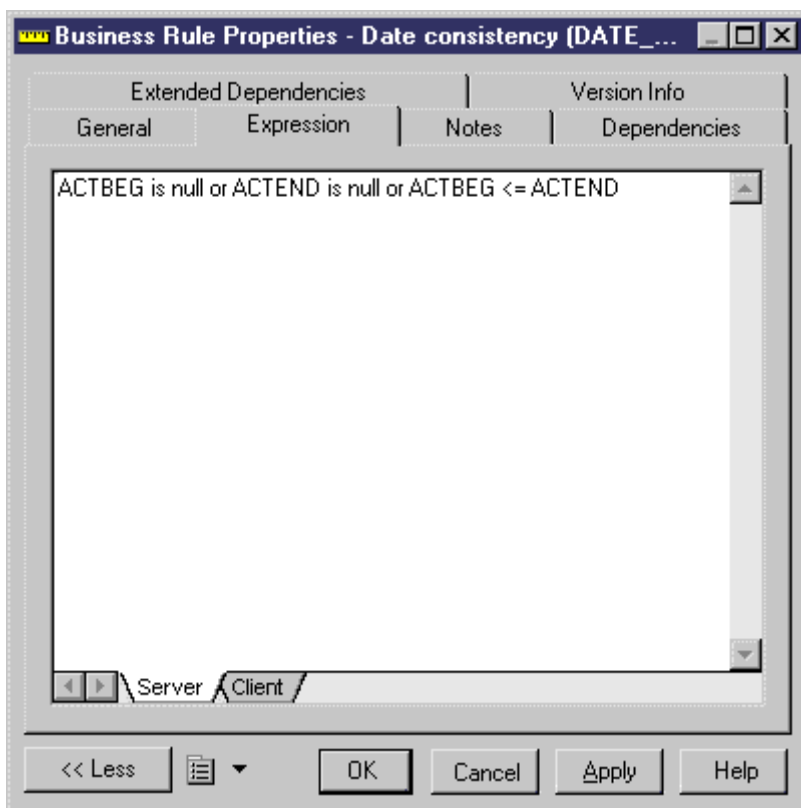 Business Rule Properties - Date consistency (DATE_...
Extended Dependencies Version Info
General Expression Notes Dependencies
ACTBEG is null or ACTEND is null or ACTBEG <= ACTEND
Server Client
<< Less OK Cancel Apply Help